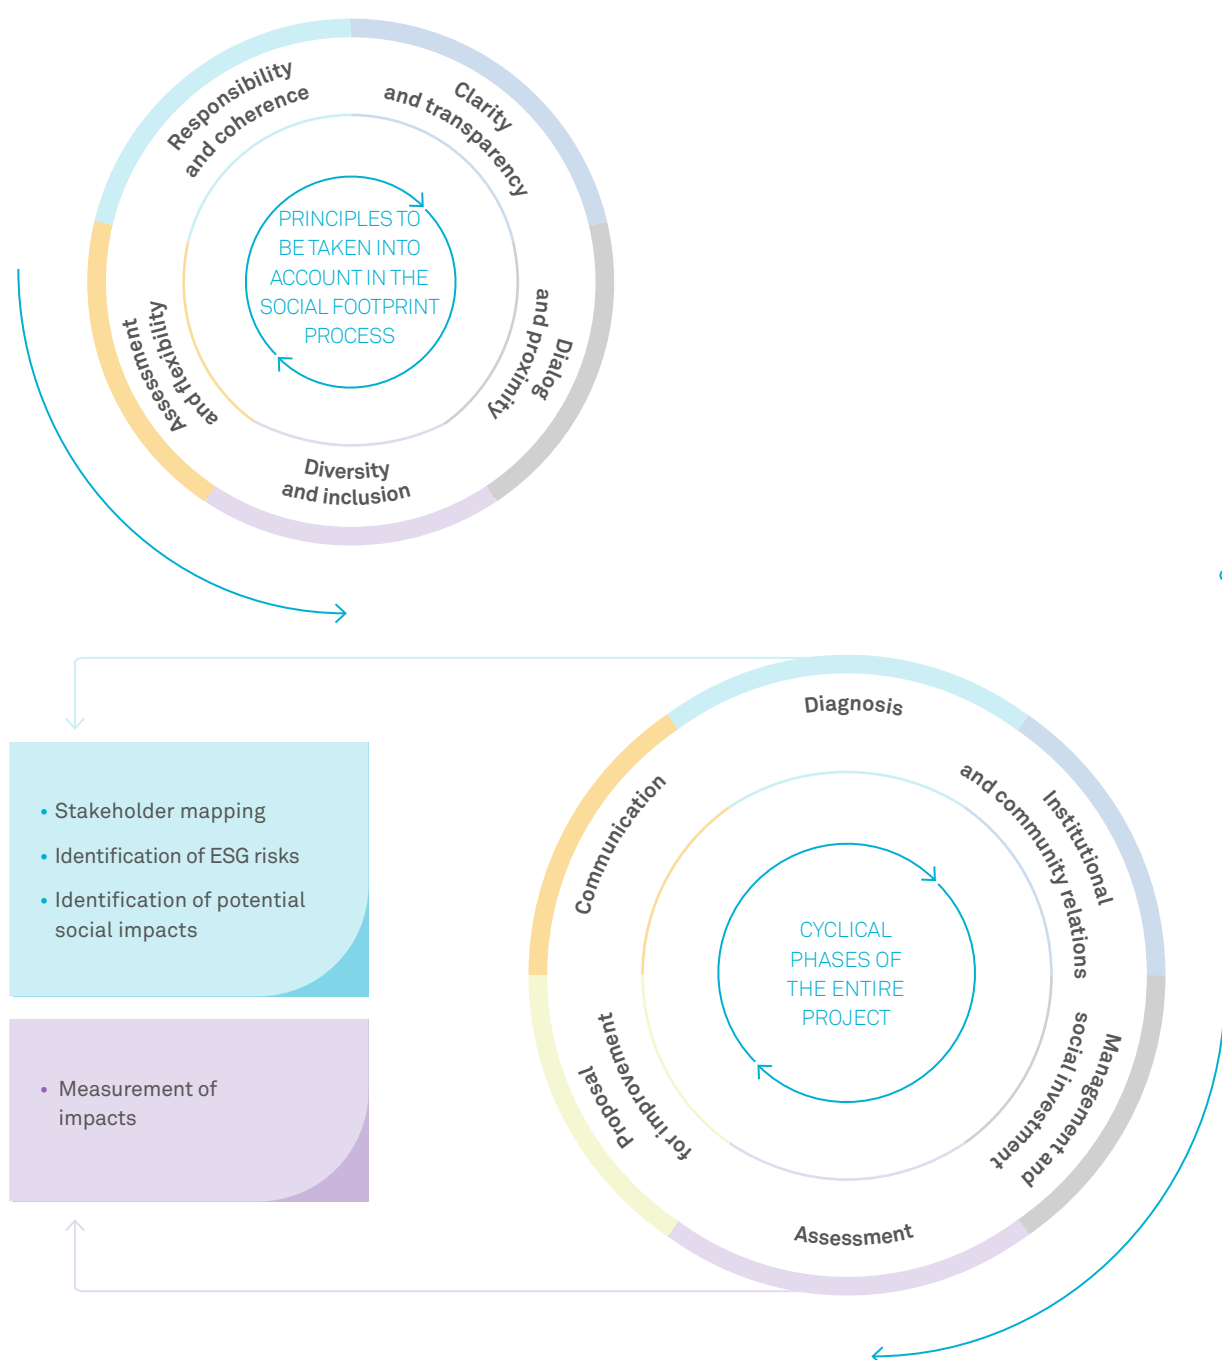 Responsibility
and coherence
Clarity
and transparency
Dialog
and proximity
Diversity
and inclusion
Assessment
and flexibility
PRINCIPLES TO
BE TAKEN INTO
ACCOUNT IN THE
SOCIAL FOOTPRINT
PROCESS
Diagnosis
Institutional
and community relations
Management and
social investment
Assessment
Proposal
for improvement
Communication
CYCLICAL
PHASES OF
THE ENTIRE
PROJECT
• Stakeholder mapping
• Identification of ESG risks
• Identification of potential
social impacts
• Measurement of
impacts